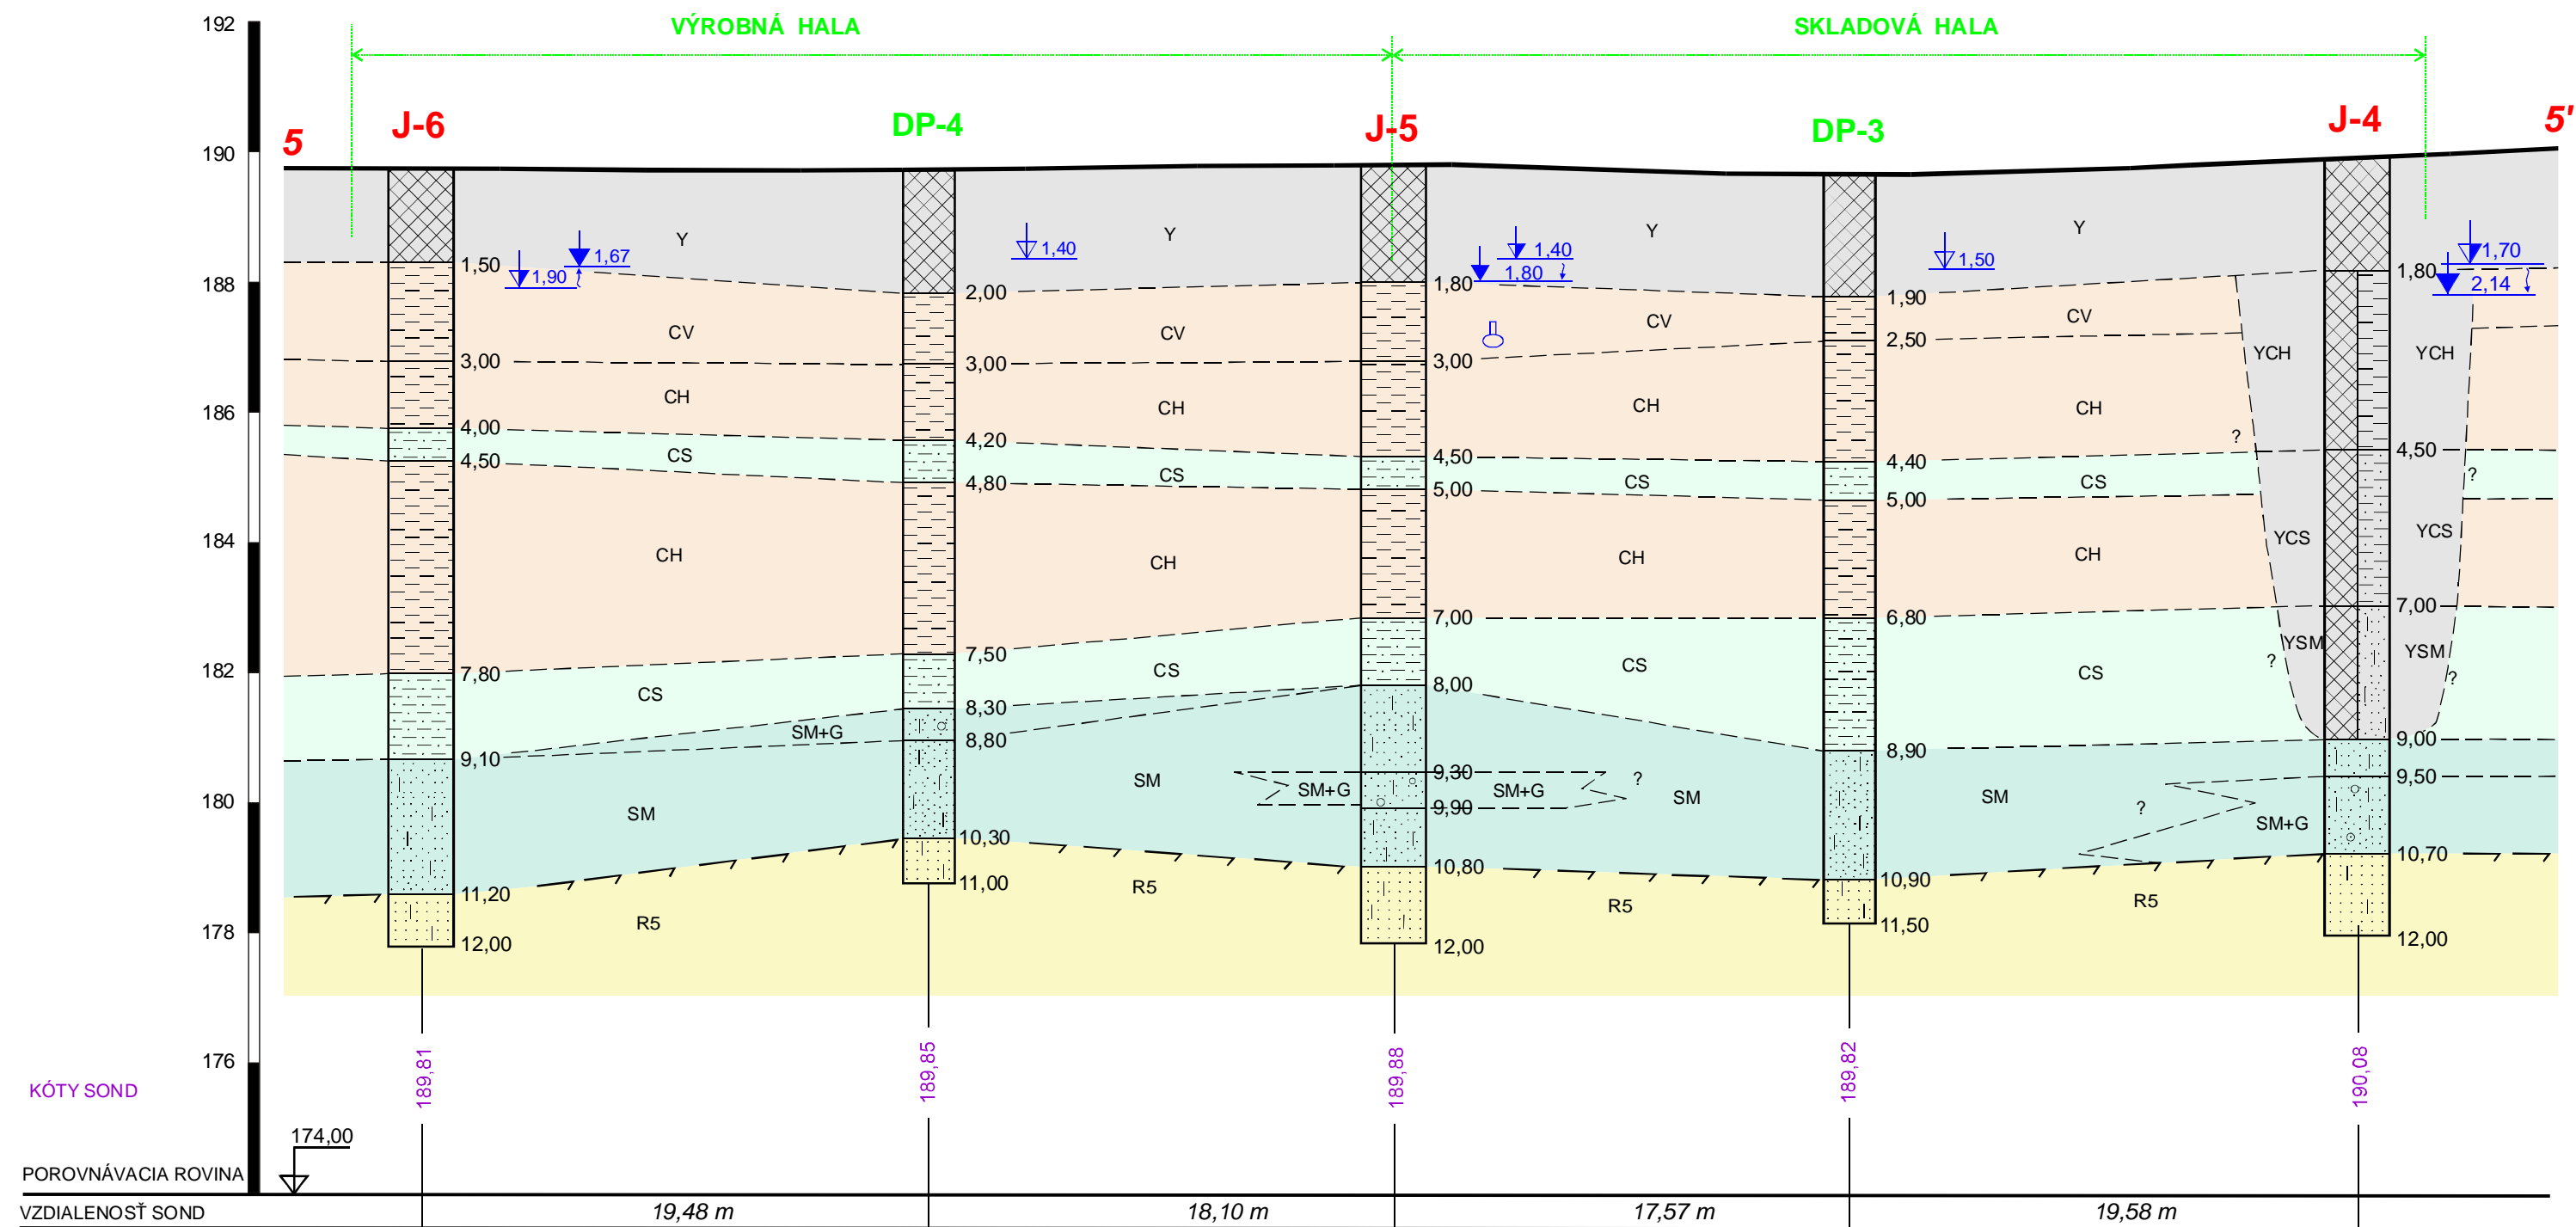 VÝROBNÁ HALA
SKLADOVÁ HALA
192
190
188
186
184
182
180
178
176
5
J-6
DP-4
J-5
DP-3
J-4
5'
Y
Y
Y
Y
1,67
1,90
1,40
1,40
1,80
1,50
1,70
2,14
1,50
3,00
4,00
4,50
7,80
9,10
11,20
12,00
CV
CH
CS
CH
CS
SM+G
SM
R5
2,00
3,00
4,20
4,80
7,50
8,30
8,80
10,30
11,00
CV
CH
CS
CH
CS
SM
SM+G
R5
1,80
3,00
4,50
5,00
7,00
8,00
9,30
9,90
10,80
12,00
CV
CH
CS
CH
CS
SM+G
?
SM
R5
1,90
2,50
4,40
5,00
6,80
8,90
10,90
11,50
CV
CH
CS
CH
CS
SM
?
SM+G
R5
YCH
?
YCS
YSM
?
1,80
4,50
7,00
9,00
9,50
10,70
12,00
YCH
?
YCS
YSM
?
KÓTY SOND
189,81
189,85
189,88
189,82
190,08
174,00
POROVNÁVACIA ROVINA
VZDIALENOSŤ SOND
19,48 m
18,10 m
17,57 m
19,58 m